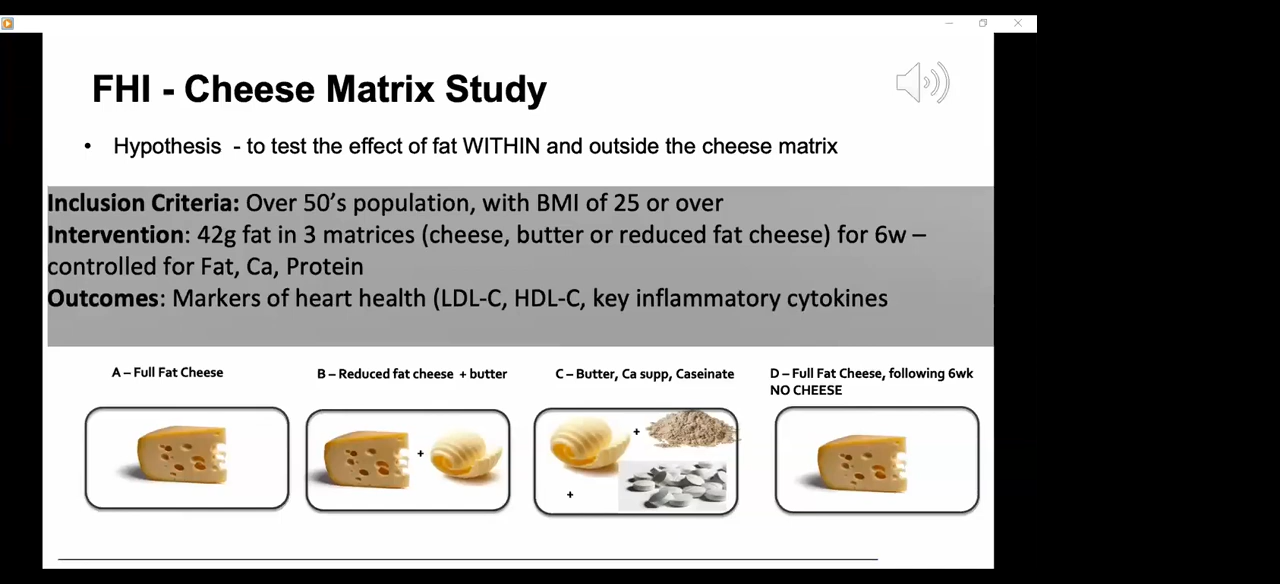 FHI - Cheese Matrix Study
• Hypothesis - to test the effect of fat WITHIN and outside the cheese matrix
Inclusion Criteria: Over 50's population, with BMI of 25 or over
Intervention: 42g fat in 3 matrices (cheese, butter or reduced fat cheese) for 6w –
controlled for Fat, Ca, Protein
Outcomes: Markers of heart health (LDL-C, HDL-C, key inflammatory cytokines
A – Full Fat Cheese
B – Reduced fat cheese + butter
C – Butter, Ca supp, Caseinate
D – Full Fat Cheese, following 6wk
NO CHEESE
+
+
+